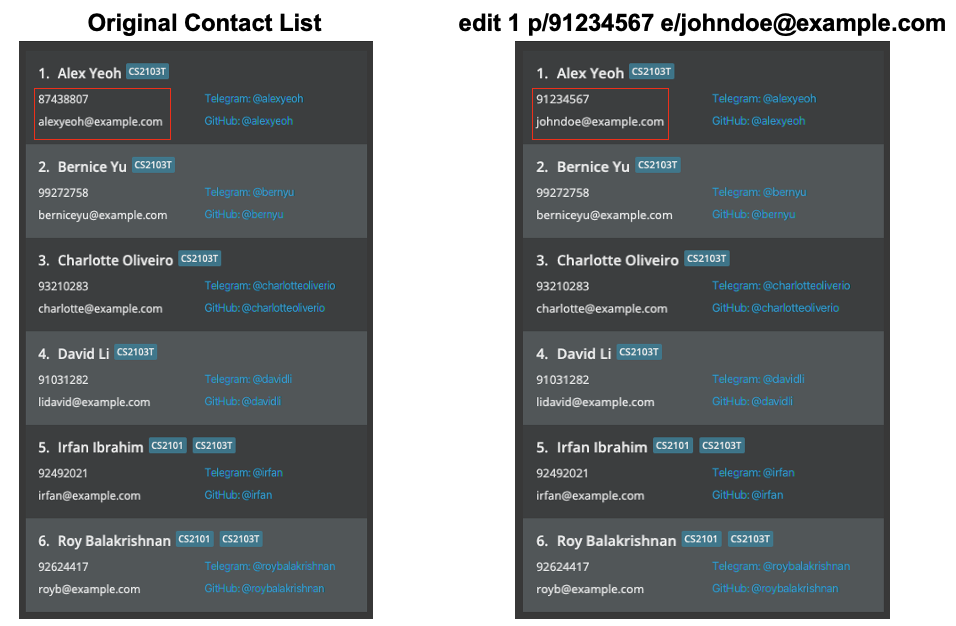 Original Contact List
1. Alex Yeoh CS2103T
87438807 Telegram: @alexyeoh
alexyeoh@example.com GitHub: @alexyeoh
2. Bernice Yu CS2103T
99272758 Telegram: @bernyu
berniceyu@example.com GitHub: @bernyu
3. Charlotte Oliveiro CS2103T
93210283 Telegram: @charlotteoliverio
charlotte@example.com GitHub: @charlotteoliverio
4. David Li CS2103T
91031282 Telegram: @davidli
lidavid@example.com GitHub: @davidli
5. Irfan Ibrahim CS2101 CS2103T
92492021 Telegram: @irfan
irfan@example.com GitHub: @irfan
6. Roy Balakrishnan CS2101 CS2103T
92624417 Telegram: @roybalakrishnan
royb@example.com GitHub: @roybalakrishnan
edit 1 p/91234567 e/johndoe@example.com
1. Alex Yeoh CS2103T
91234567 Telegram: @alexyeoh
johndoe@example.com GitHub: @alexyeoh
2. Bernice Yu CS2103T
99272758 Telegram: @bernyu
berniceyu@example.com GitHub: @bernyu
3. Charlotte Oliveiro CS2103T
93210283 Telegram: @charlotteoliverio
charlotte@example.com GitHub: @charlotteoliverio
4. David Li CS2103T
91031282 Telegram: @davidli
lidavid@example.com GitHub: @davidli
5. Irfan Ibrahim CS2101 CS2103T
92492021 Telegram: @irfan
irfan@example.com GitHub: @irfan
6. Roy Balakrishnan CS2101 CS2103T
92624417 Telegram: @roybalakrishnan
royb@example.com GitHub: @roybalakrishnan